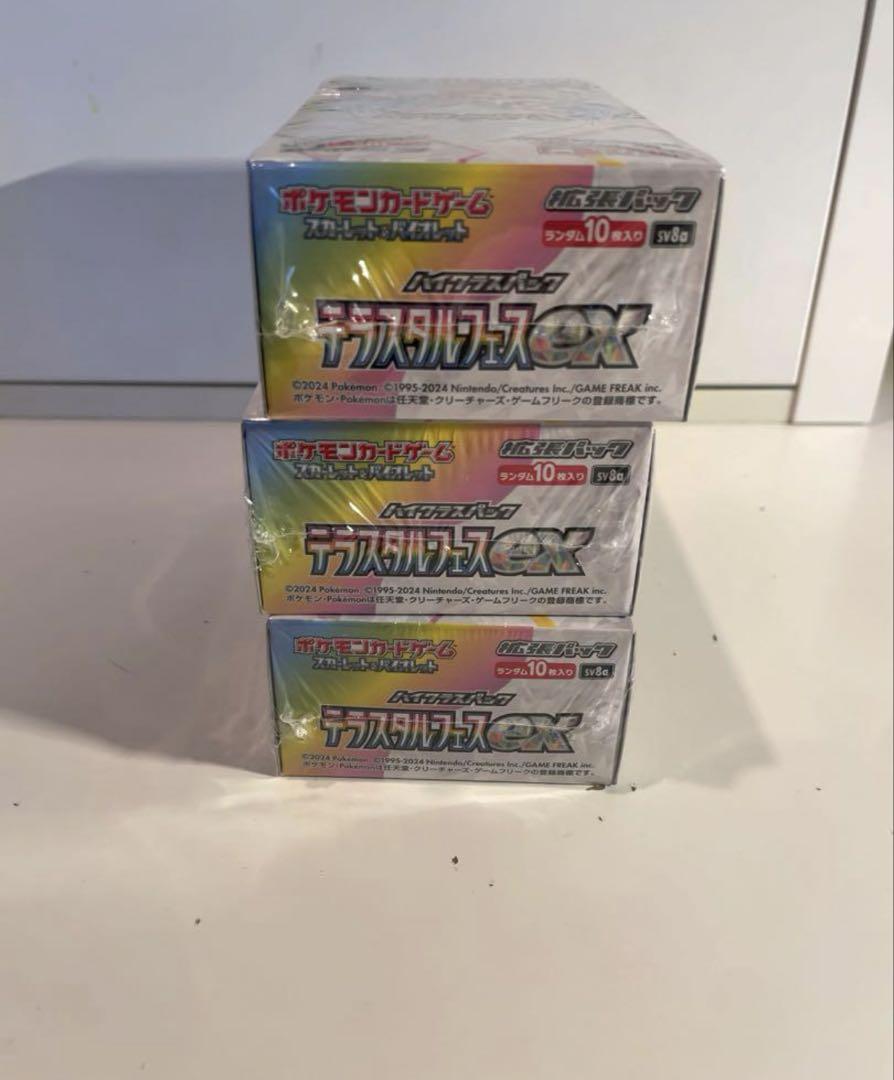 ポケモンカードゲーム
スカーレット&バイオレット
拡張パック
ランダム10枚入り SV8a
ハイクラスパック
テラスタルフェスex
©2024 Pokémon ©1995-2024 Nintendo/Creatures Inc./GAME FREAK inc.
ポケモン・Pokémonは任天堂・クリーチャーズ・ゲームフリークの登録商標です。
ポケモンカードゲーム
スカーレット&バイオレット
拡張パック
ランダム10枚入り SV8a
ハイクラスパック
テラスタルフェスex
©2024 Pokémon ©1995-2024 Nintendo/Creatures Inc./GAME FREAK inc.
ポケモン・Pokémonは任天堂・クリーチャーズ・ゲームフリークの登録商標です。
ポケモンカードゲーム
スカーレット&バイオレット
拡張パック
ランダム10枚入り SV8a
ハイクラスパック
テラスタルフェスex
©2024 Pokémon ©1995-2024 Nintendo/Creatures Inc./GAME FREAK inc.
ポケモン・Pokémonは任天堂・クリーチャーズ・ゲームフリークの登録商標です。